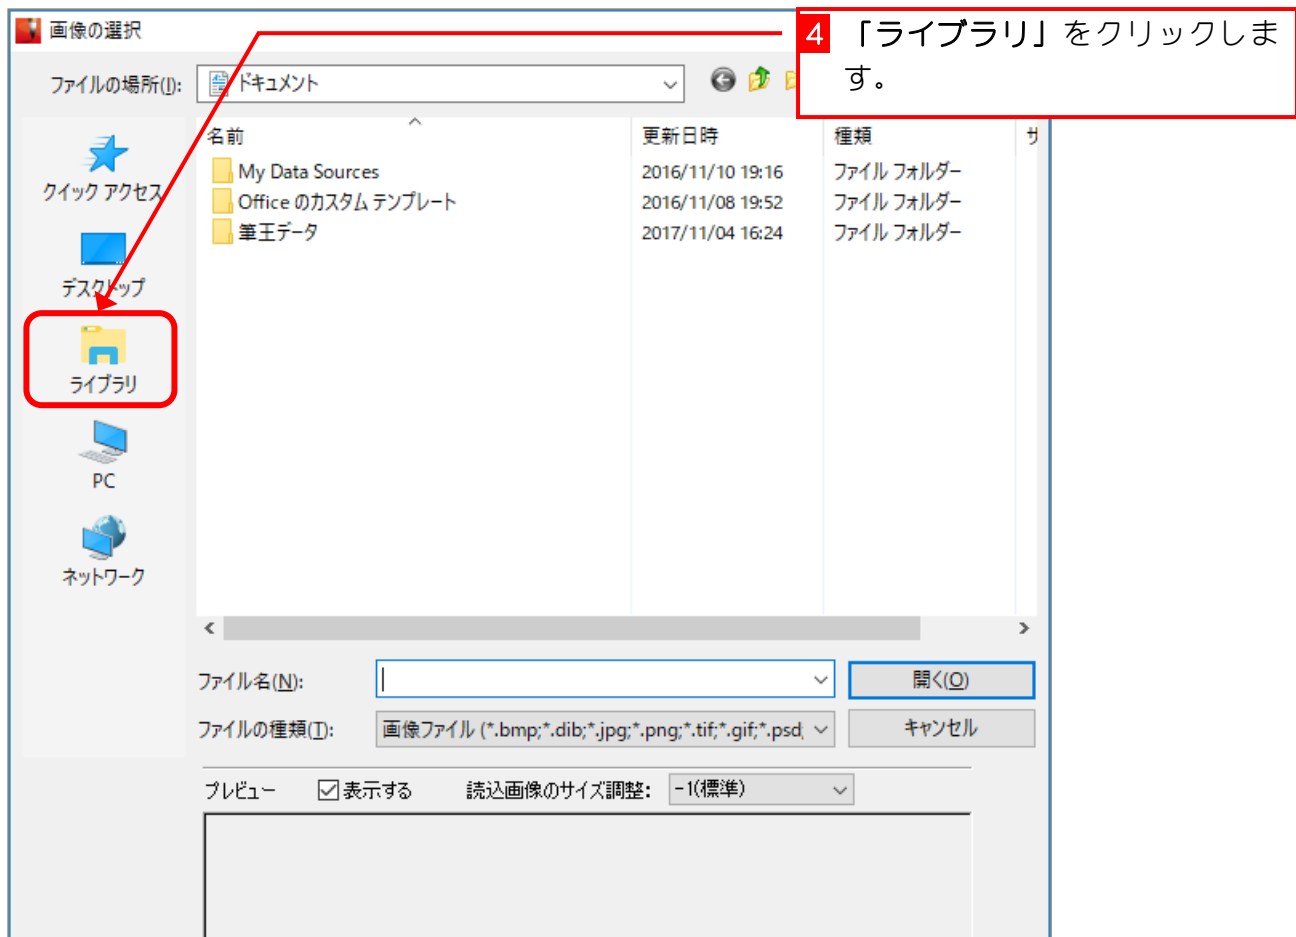 画像の選択
4 「ライブラリ」をクリックしま
す。
ファイルの場所(I): ドキュメント
名前 更新日時 種類 サ
My Data Sources 2016/11/10 19:16 ファイル フォルダー
Office のカスタム テンプレート 2016/11/08 19:52 ファイル フォルダー
筆王データ 2017/11/04 16:24 ファイル フォルダー
クイック アクセス
デスクトップ
ライブラリ
PC
ネットワーク
ファイル名(N): 開く(O)
ファイルの種類(T): 画像ファイル (*.bmp;*.dib;*.jpg;*.png;*.tif;*.gif;*.psd; キャンセル
プレビュー 表示する 読込画像のサイズ調整: -1(標準)